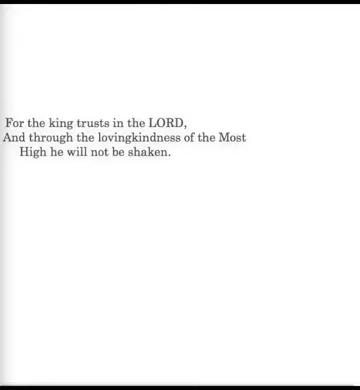 For the king trusts in the LORD,
And through the lovingkindness of the Most
High he will not be shaken.